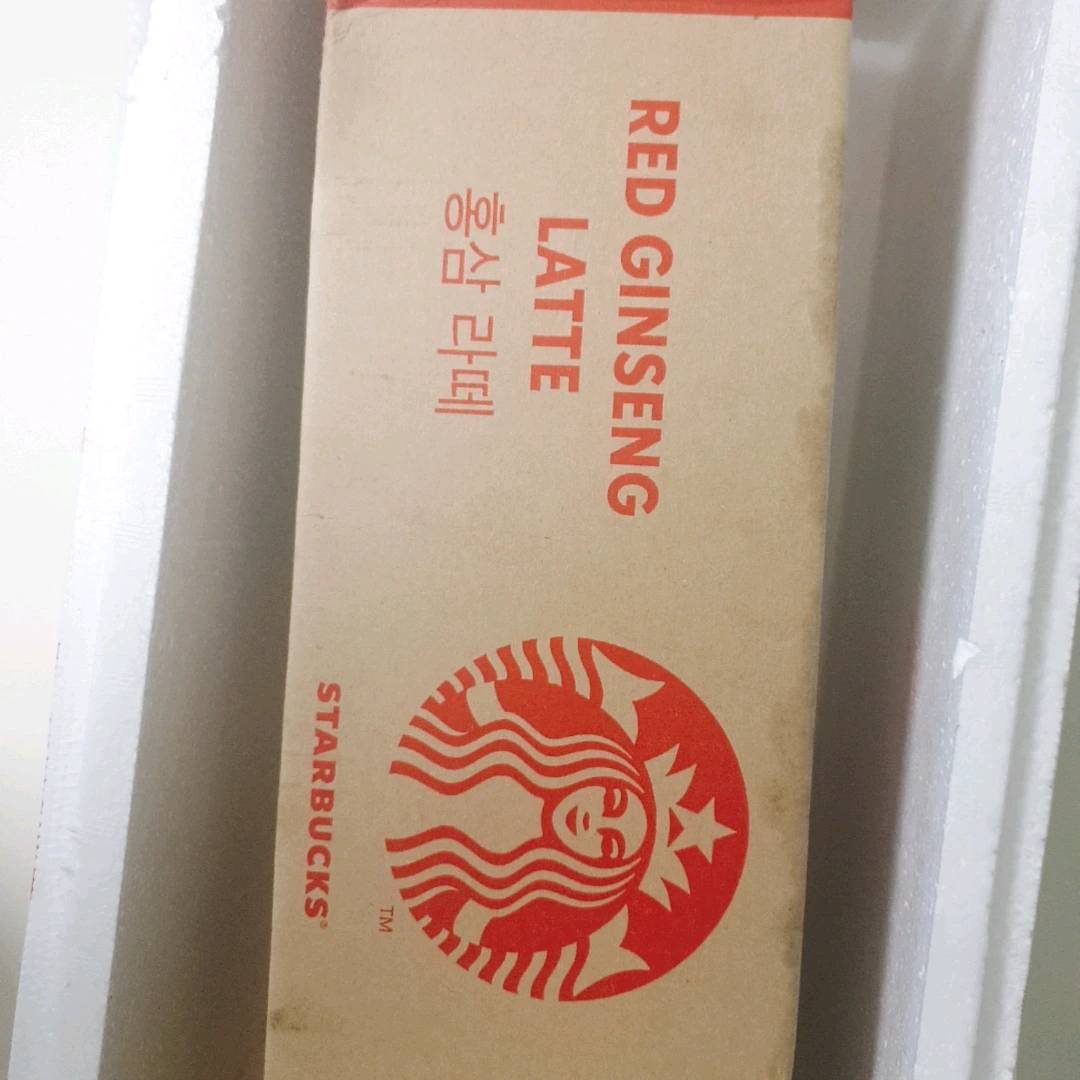 RED GINSENG
LATTE
홍삼 라떼
TM
STARBUCKS®